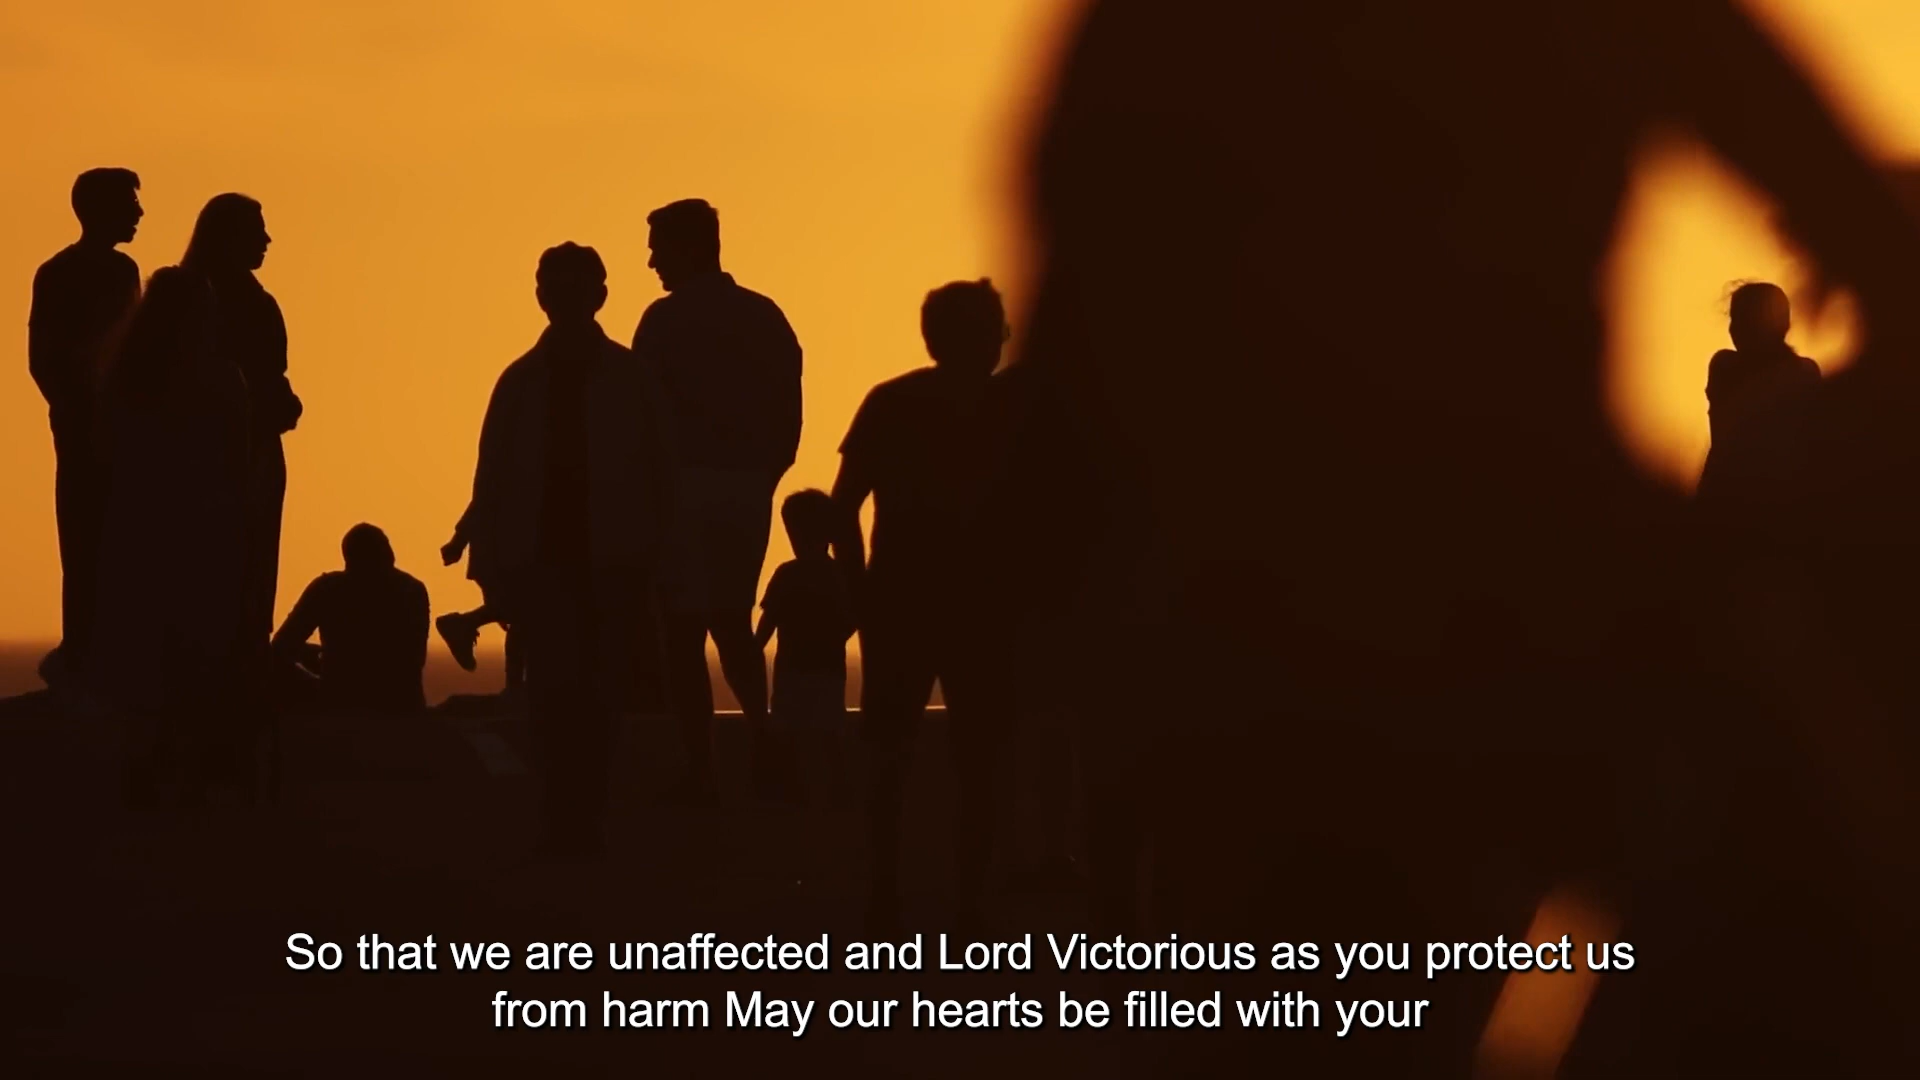 So that we are unaffected and Lord Victorious as you protect us
from harm May our hearts be filled with your